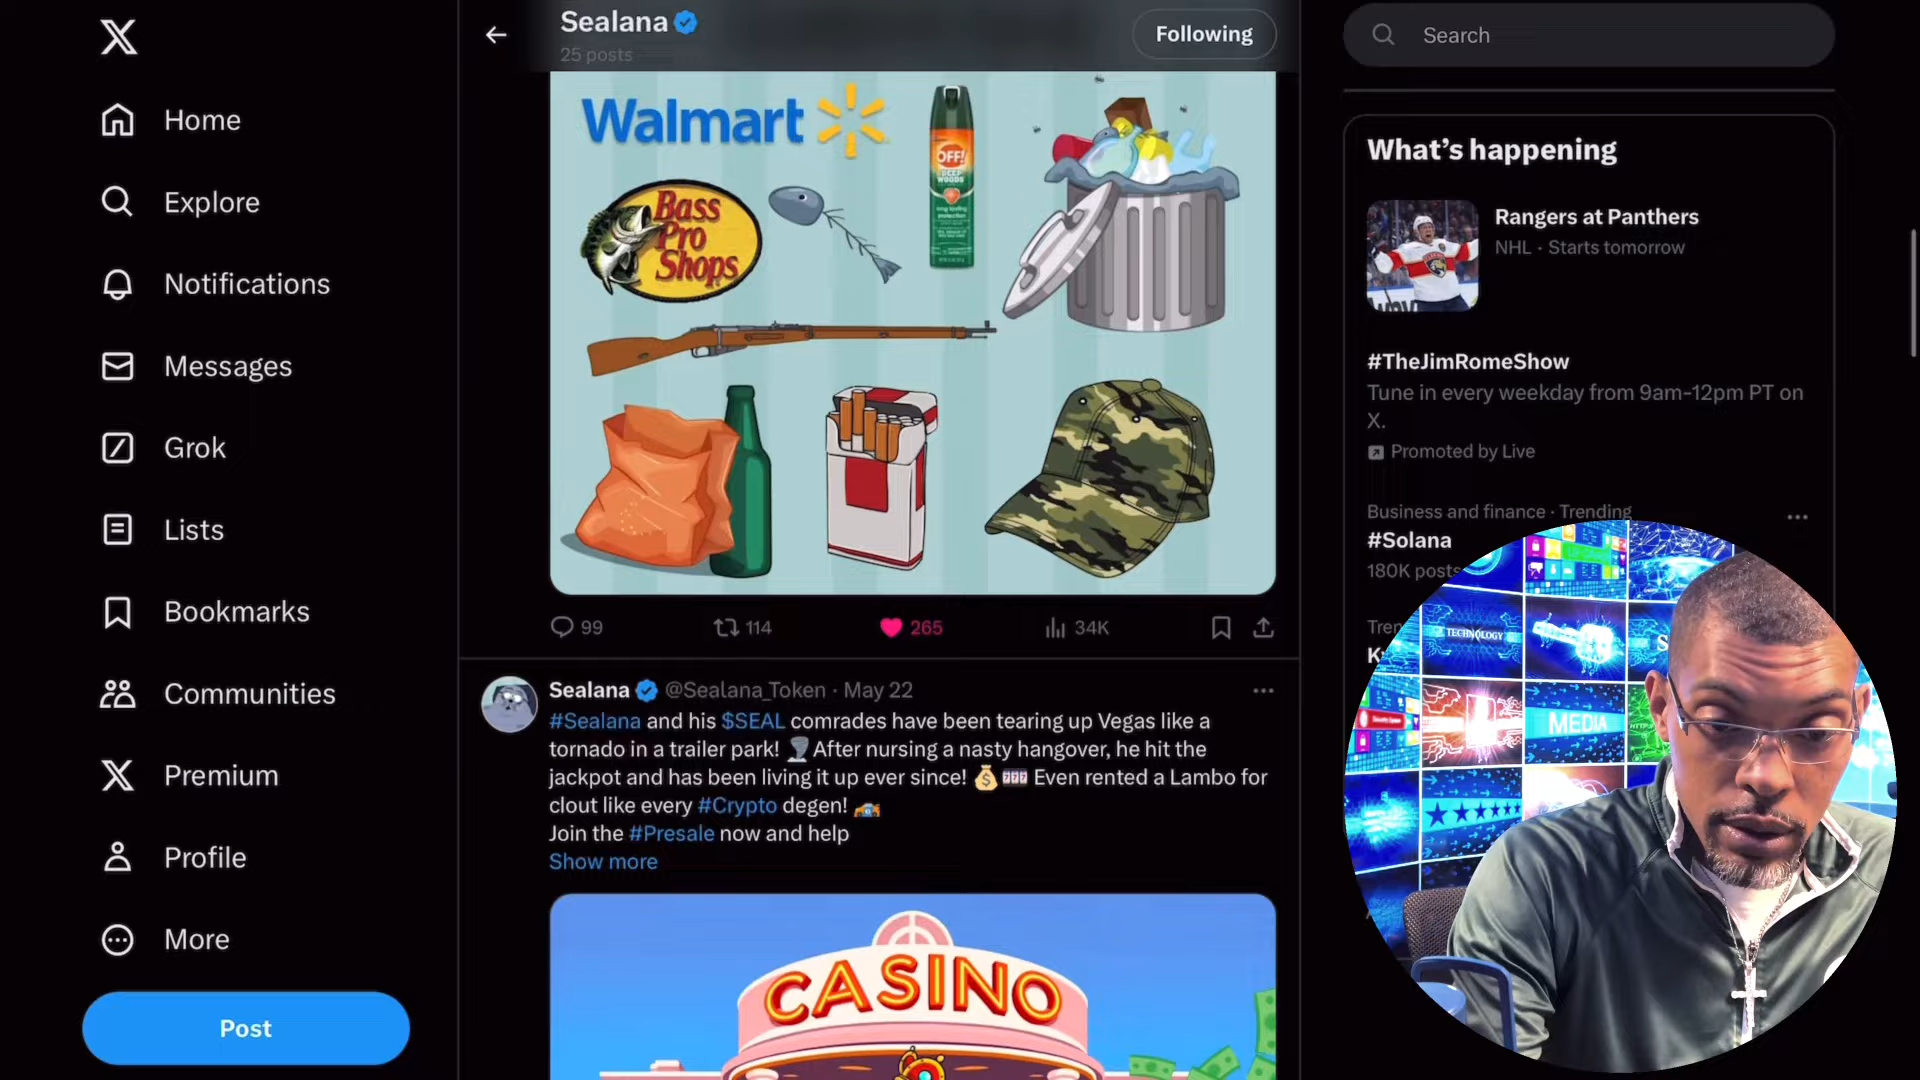 Home
Explore
Notifications
Messages
Grok
Lists
Bookmarks
Communities
Premium
Profile
More
Post
Sealana
25 posts
Following
Walmart
OFF!
DEEP
WOODS
Bass
Pro
Shops
99
114
265
34K
Sealana @Sealana_Token · May 22
#Sealana and his $SEAL comrades have been tearing up Vegas like a
tornado in a trailer park! 🌪️After nursing a nasty hangover, he hit the
jackpot and has been living it up ever since! 💰🎰 Even rented a Lambo for
clout like every #Crypto degen!
Join the #Presale now and help
Show more
CASINO
Search
What’s happening
Rangers at Panthers
NHL · Starts tomorrow
#TheJimRomeShow
Tune in every weekday from 9am-12pm PT on
X.
Promoted by Live
Business and finance · Trending
#Solana
180K posts
TECHNOLOGY
MEDIA